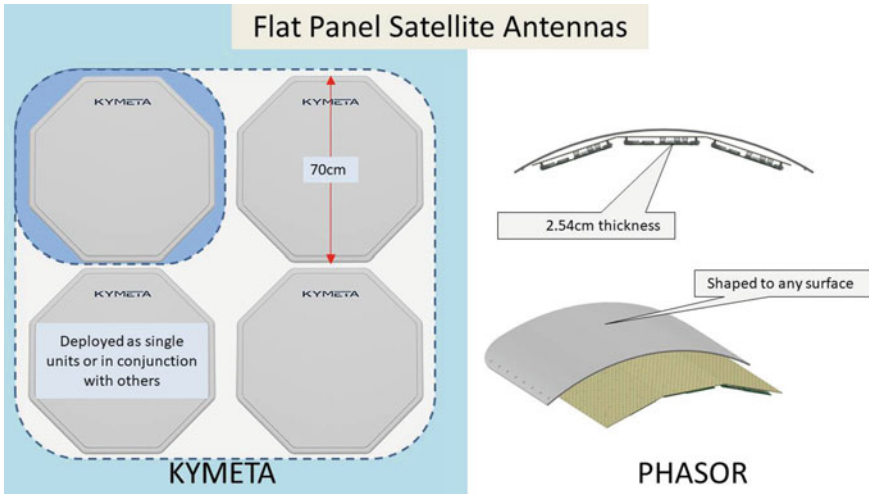 Flat Panel Satellite Antennas
KYMETA
KYMETA
70cm
2.54cm thickness
Shaped to any surface
KYMETA
Deployed as single
units or in conjunction
with others
KYMETA
KYMETA
PHASOR